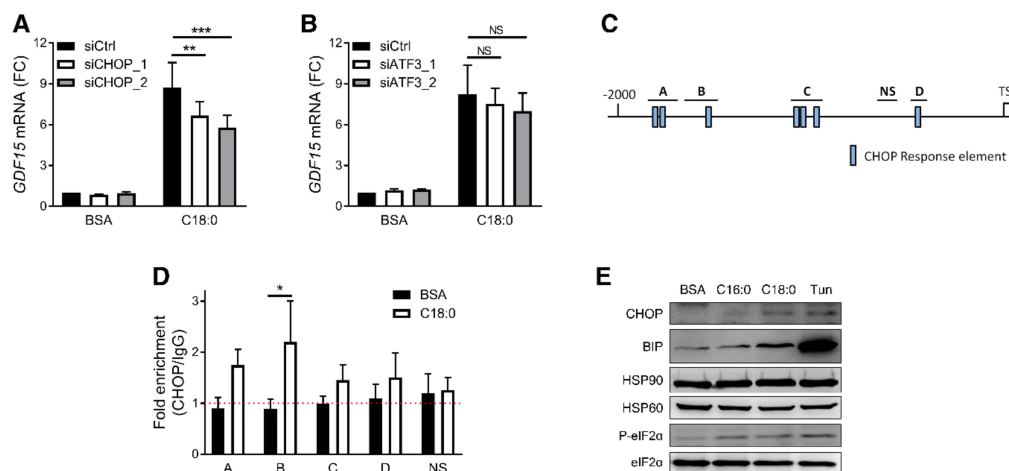 A
12
9
6
3
0
GDF15 mRNA (FC)
siCtrl
siCHOP_1
siCHOP_2
***
**
BSA
C18:0
B
12
9
6
3
0
GDF15 mRNA (FC)
siCtrl
siATF3_1
siATF3_2
NS
NS
BSA
C18:0
C
-2000
A
B
C
NS
D
TS
CHOP Response element
D
3
2
1
0
Fold enrichment
(CHOP/IgG)
*
BSA
C18:0
A B C D NS
E
BSA C16:0 C18:0 Tun
CHOP
BIP
HSP90
HSP60
P-eIF2α
eIF2α